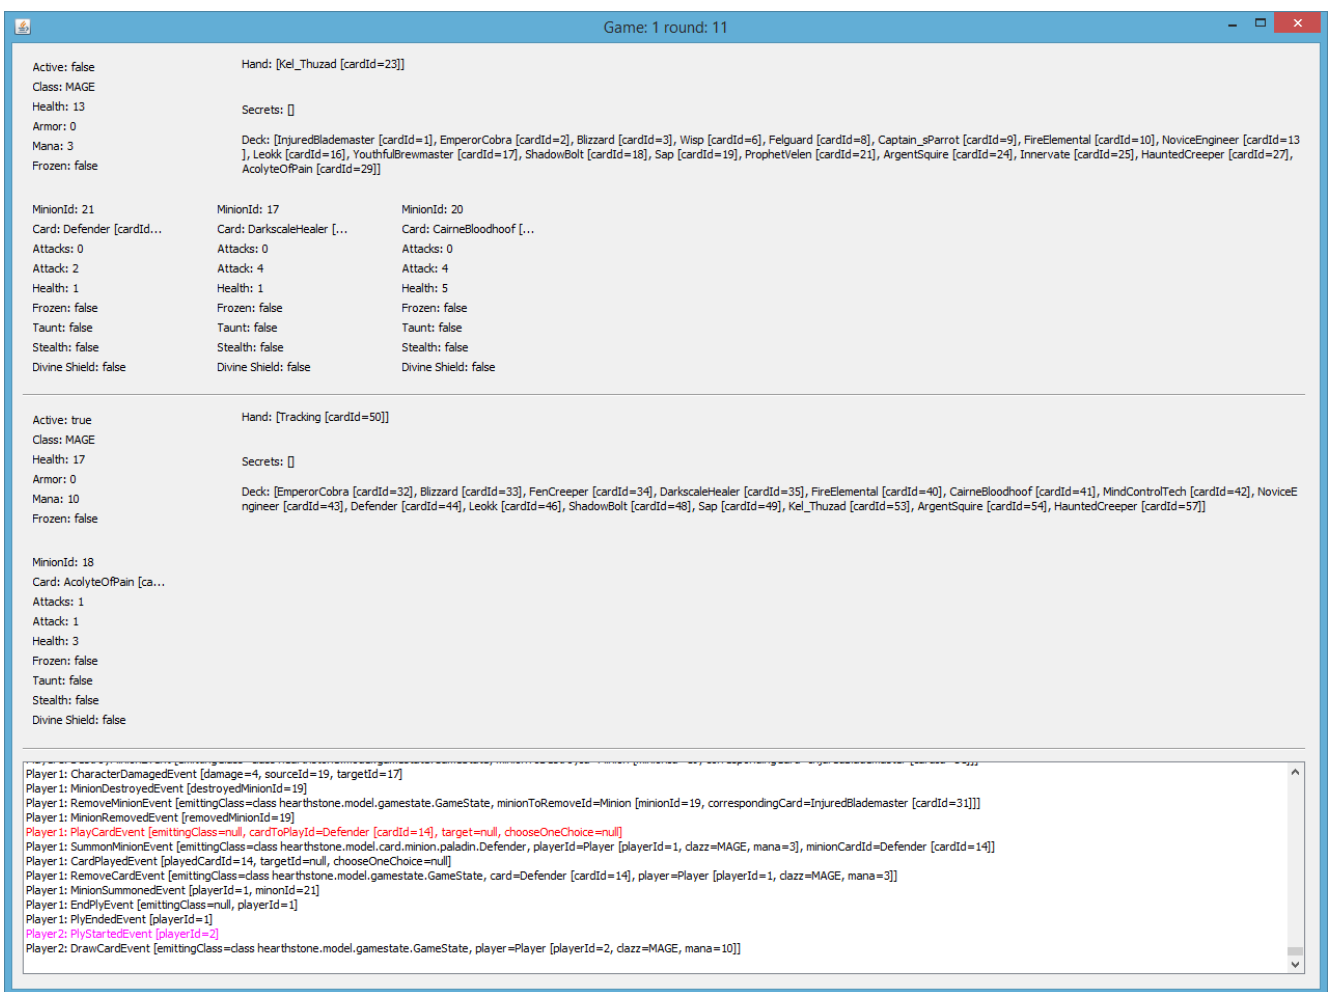 Game: 1 round: 11
Active: false
Hand: [Kel_Thuzad [cardId=23]]
Class: MAGE
Health: 13
Secrets: []
Armor: 0
Mana: 3
Frozen: false
Deck: [InjuredBlademaster [cardId=1], EmperorCobra [cardId=2], Blizzard [cardId=3], Wisp [cardId=6], Felguard [cardId=8], Captain_sParrot [cardId=9], FireElemental [cardId=10], NoviceEngineer [cardId=13
], Leokk [cardId=16], YouthfulBrewmaster [cardId=17], ShadowBolt [cardId=18], Sap [cardId=19], ProphetVelen [cardId=21], ArgentSquire [cardId=24], Innervate [cardId=25], HauntedCreeper [cardId=27],
AcolyteOfPain [cardId=29]]
MinionId: 21
Card: Defender [cardId...
Attacks: 0
Attack: 2
Health: 1
Frozen: false
Taunt: false
Stealth: false
Divine Shield: false
MinionId: 17
Card: DarkscaleHealer [...
Attacks: 0
Attack: 4
Health: 1
Frozen: false
Taunt: false
Stealth: false
Divine Shield: false
MinionId: 20
Card: CairneBloodhoof [...
Attacks: 0
Attack: 4
Health: 5
Frozen: false
Taunt: false
Stealth: false
Divine Shield: false
Active: true
Hand: [Tracking [cardId=50]]
Class: MAGE
Health: 17
Secrets: []
Armor: 0
Mana: 10
Frozen: false
Deck: [EmperorCobra [cardId=32], Blizzard [cardId=33], FenCreeper [cardId=34], DarkscaleHealer [cardId=35], FireElemental [cardId=40], CairneBloodhoof [cardId=41], MindControlTech [cardId=42], NoviceE
ngineer [cardId=43], Defender [cardId=44], Leokk [cardId=46], ShadowBolt [cardId=48], Sap [cardId=49], Kel_Thuzad [cardId=53], ArgentSquire [cardId=54], HauntedCreeper [cardId=57]]
MinionId: 18
Card: AcolyteOfPain [ca...
Attacks: 1
Attack: 1
Health: 3
Frozen: false
Taunt: false
Stealth: false
Divine Shield: false
Player1: CharacterDamagedEvent [damage=4, sourceId=19, targetId=17]
Player1: MinionDestroyedEvent [destroyedMinionId=19]
Player1: RemoveMinionEvent [emittingClass=class hearthstone.model.gamestate.GameState, minionToRemoveId=Minion [minionId=19, correspondingCard=InjuredBlademaster [cardId=31]]]
Player1: MinionRemovedEvent [removedMinionId=19]
Player1: PlayCardEvent [emittingClass=null, cardToPlayId=Defender [cardId=14], target=null, chooseOneChoice=null]
Player1: SummonMinionEvent [emittingClass=class hearthstone.model.card.minion.paladin.Defender, playerId=Player [playerId=1, clazz=MAGE, mana=3], minionCardId=Defender [cardId=14]]
Player1: CardPlayedEvent [playedCardId=14, targetId=null, chooseOneChoice=null]
Player1: RemoveCardEvent [emittingClass=class hearthstone.model.gamestate.GameState, card=Defender [cardId=14], player=Player [playerId=1, clazz=MAGE, mana=3]]
Player1: MinionSummonedEvent [playerId=1, minonId=21]
Player1: EndPlyEvent [emittingClass=null, playerId=1]
Player1: PlyEndedEvent [playerId=1]
Player2: PlyStartedEvent [playerId=2]
Player2: DrawCardEvent [emittingClass=class hearthstone.model.gamestate.GameState, player=Player [playerId=2, clazz=MAGE, mana=10]]